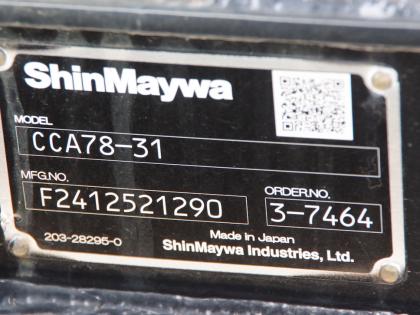 ShinMaywa
MODEL
CCA78-31
MFG.NO.
F2412521290
ORDER.NO.
3-7464
203-28295-0
Made in Japan
ShinMaywa Industries, Ltd.